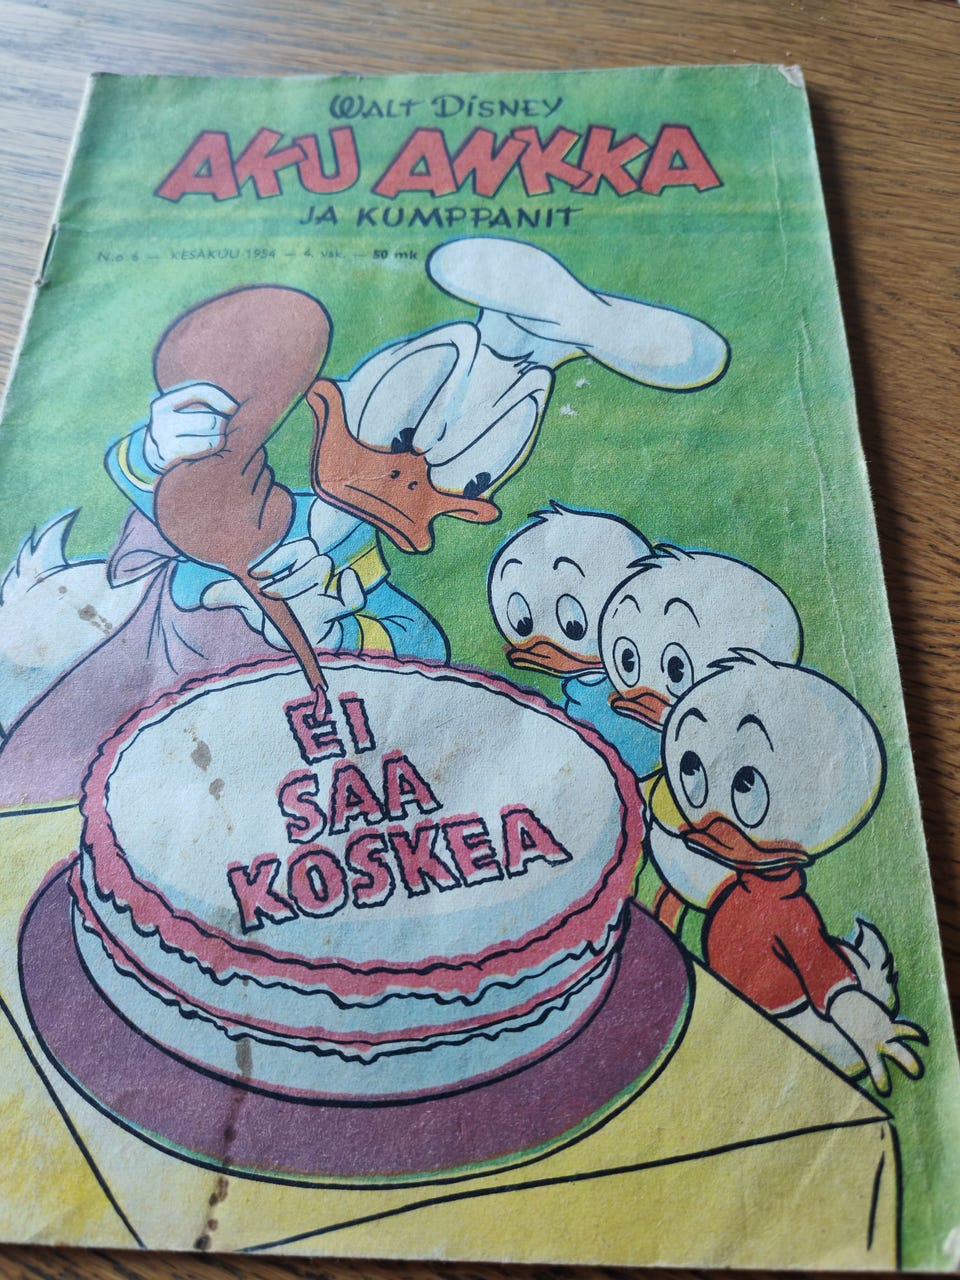 WALT DISNEY
AKU ANKKA
JA KUMPPANIT
N:o 6 — KESÄKUU 1954 — 4. vsk. — 50 mk
EI
SAA
KOSKEA